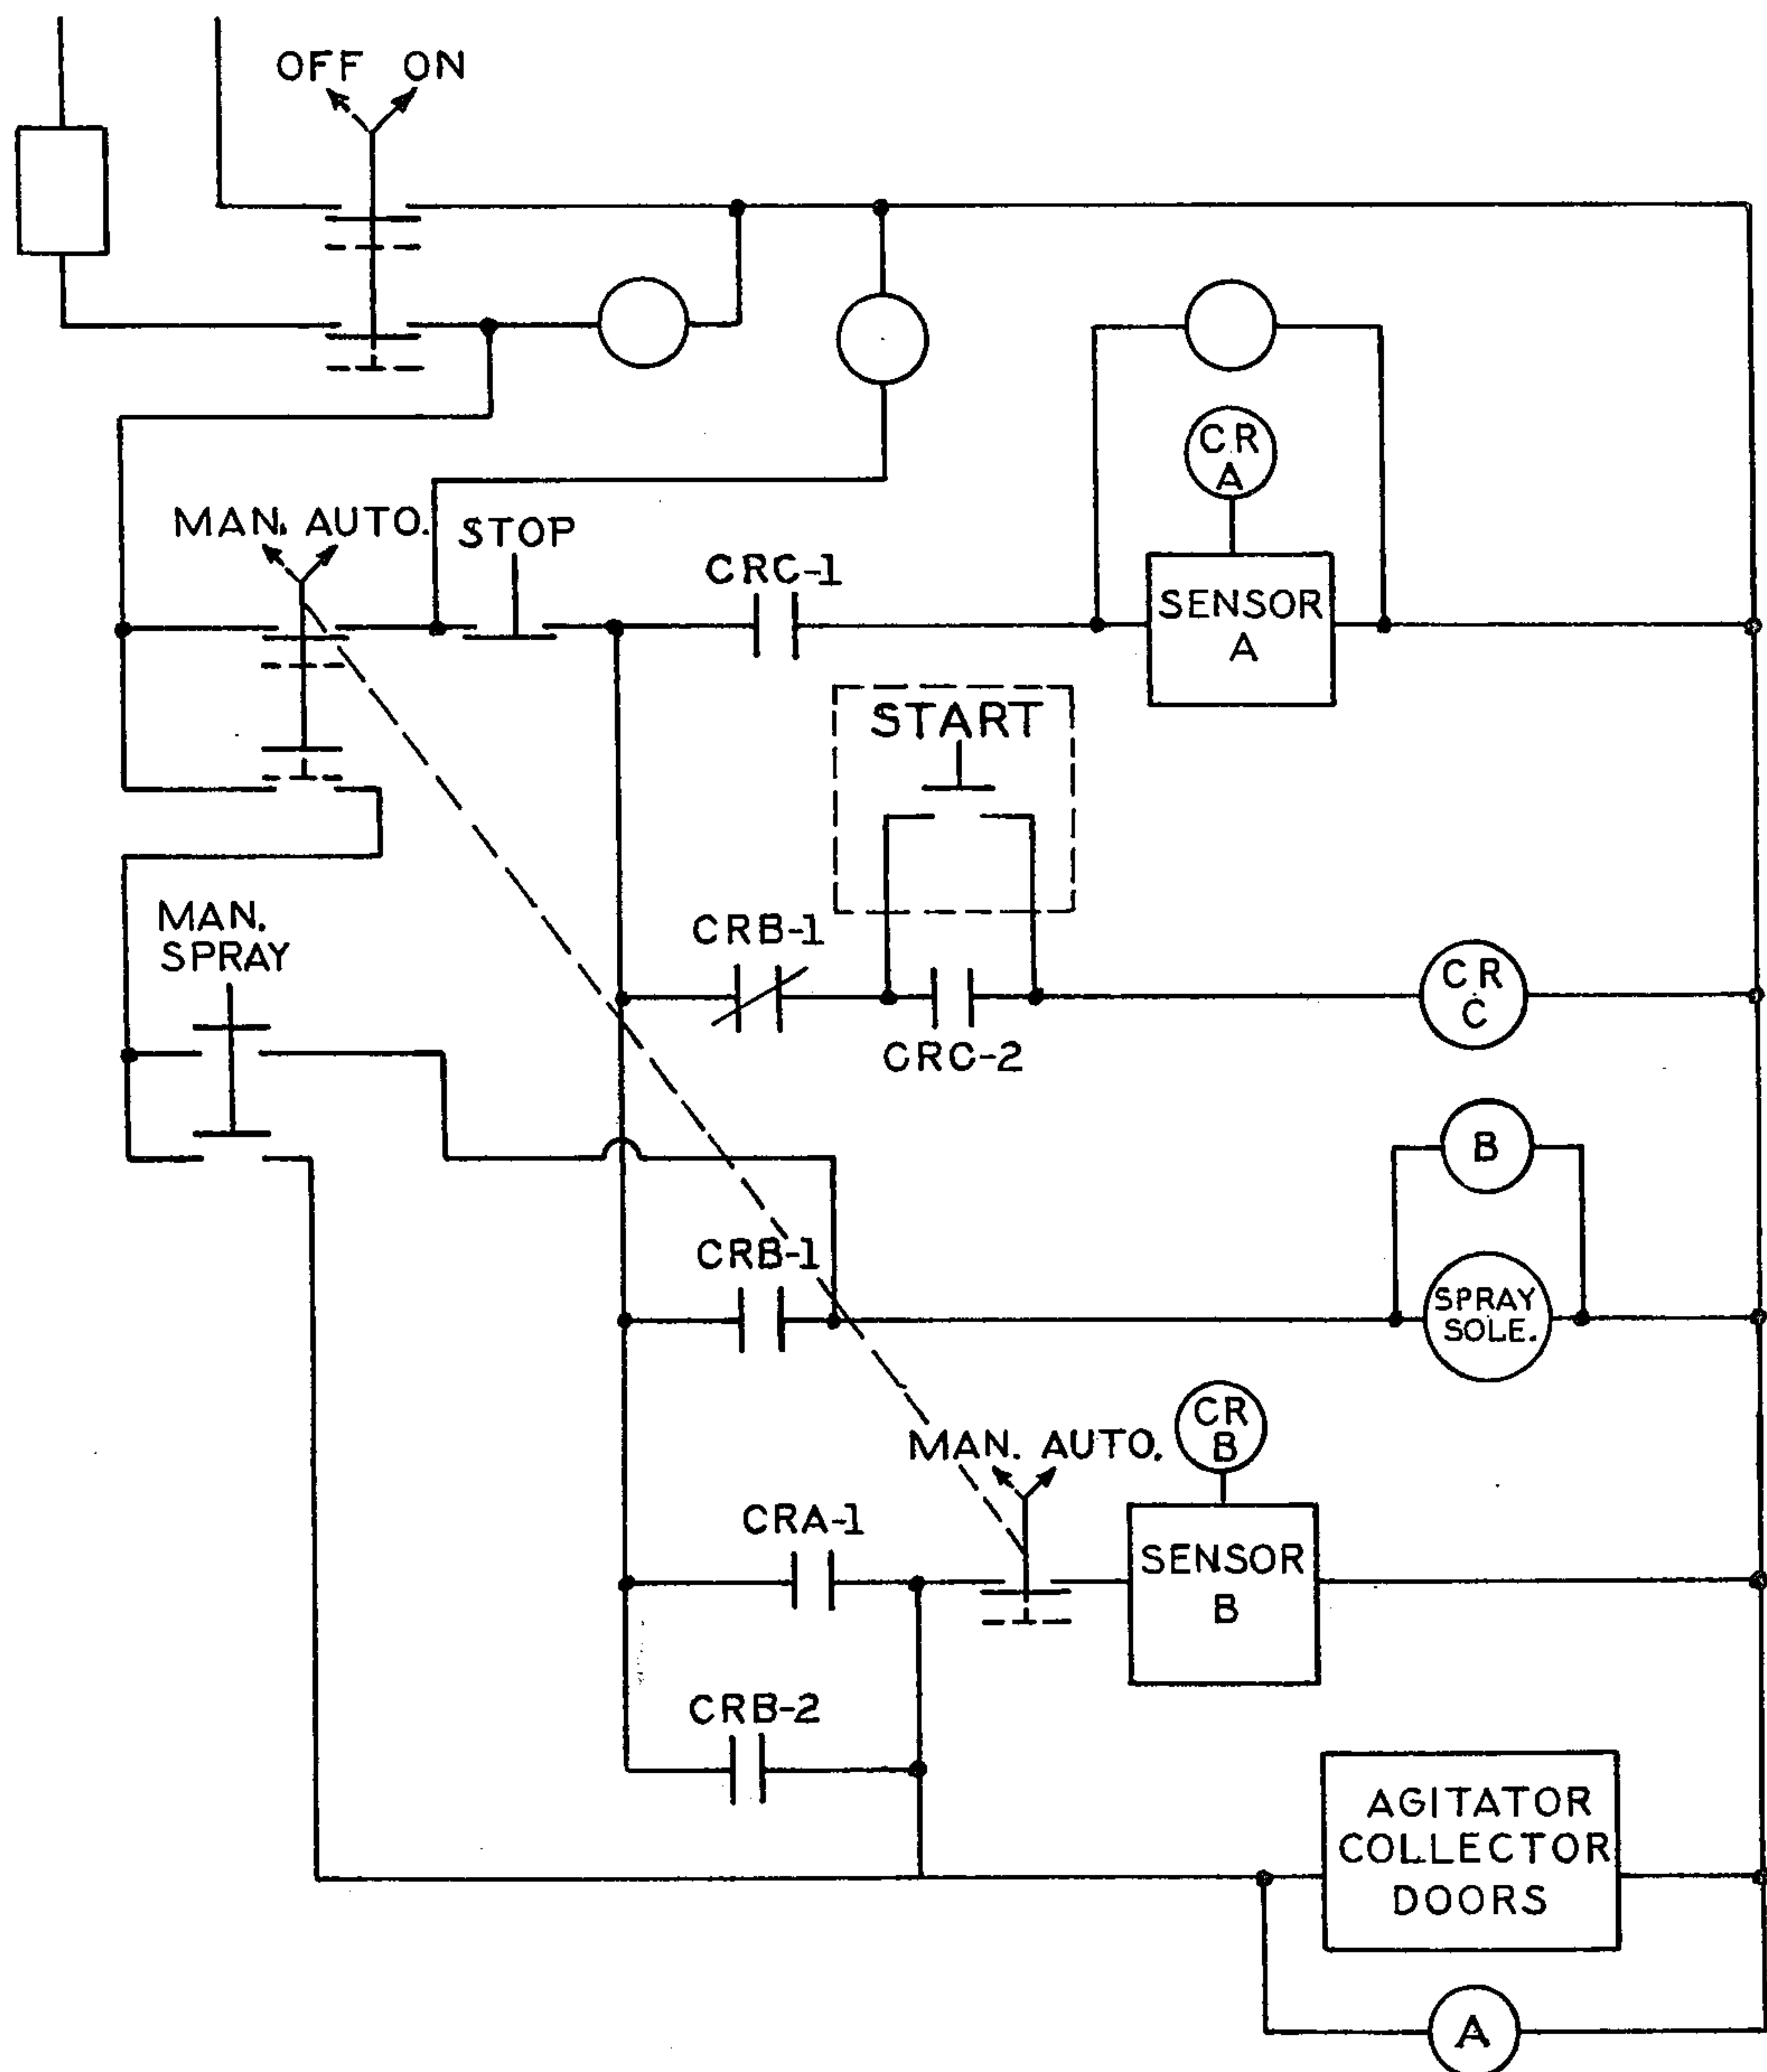 OFF ON
CR
A
MAN. AUTO.
STOP
CRC-1
SENSOR
A
START
MAN.
SPRAY
CRB-1
CR
C
CRC-2
B
CRB-1
SPRAY
SOLE.
CR
B
MAN. AUTO.
CRA-1
SENSOR
B
CRB-2
AGITATOR
COLLECTOR
DOORS
A